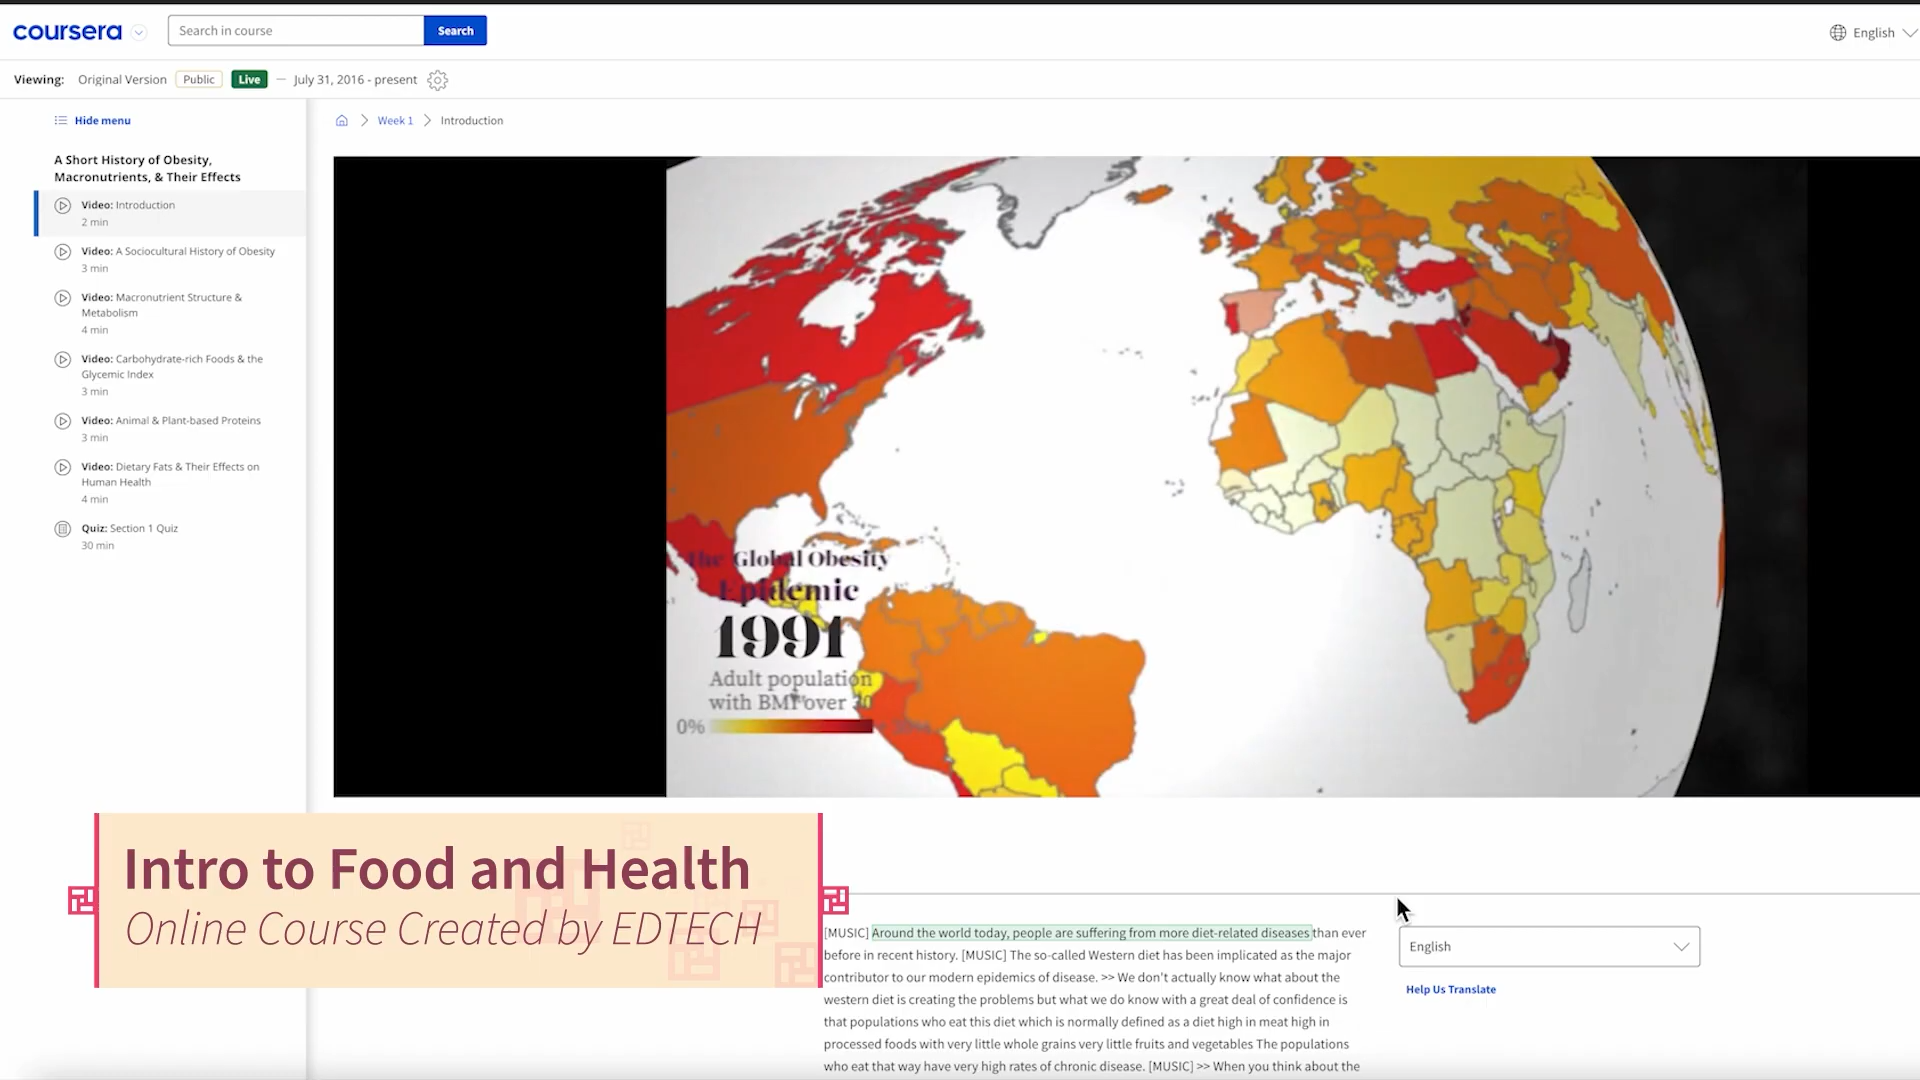 coursera
Search in course
Search
English
Viewing: Original Version Public Live — July 31, 2016 - present
Hide menu
Week 1
Introduction
A Short History of Obesity,
Macronutrients, & Their Effects
Video: Introduction
2 min
Video: A Sociocultural History of Obesity
3 min
Video: Macronutrient Structure &
Metabolism
4 min
Video: Carbohydrate-rich Foods & the
Glycemic Index
3 min
Video: Animal & Plant-based Proteins
3 min
Video: Dietary Fats & Their Effects on
Human Health
4 min
Quiz: Section 1 Quiz
30 min
The Global Obesity
Epidemic
1991
Adult population
with BMI over 30
0%
Intro to Food and Health
Online Course Created by EDTECH
[MUSIC] Around the world today, people are suffering from more diet-related diseases than ever
before in recent history. [MUSIC] The so-called Western diet has been implicated as the major
contributor to our modern epidemics of disease. >> We don't actually know what about the
western diet is creating the problems but what we do know with a great deal of confidence is
that populations who eat this diet which is normally defined as a diet high in meat high in
processed foods with very little whole grains very little fruits and vegetables The populations
who eat that way have very high rates of chronic disease. [MUSIC] >> When you think about the
English
Help Us Translate